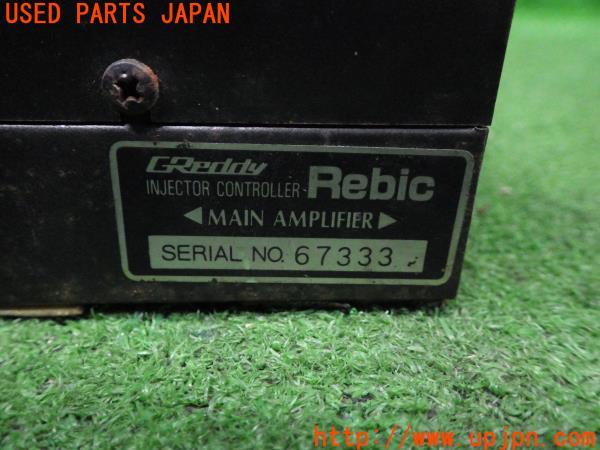 USED PARTS JAPAN
GReddy
INJECTOR CONTROLLER-Rebic
◀MAIN AMPLIFIER▶
SERIAL NO. 67333
http://www.upjpn.com